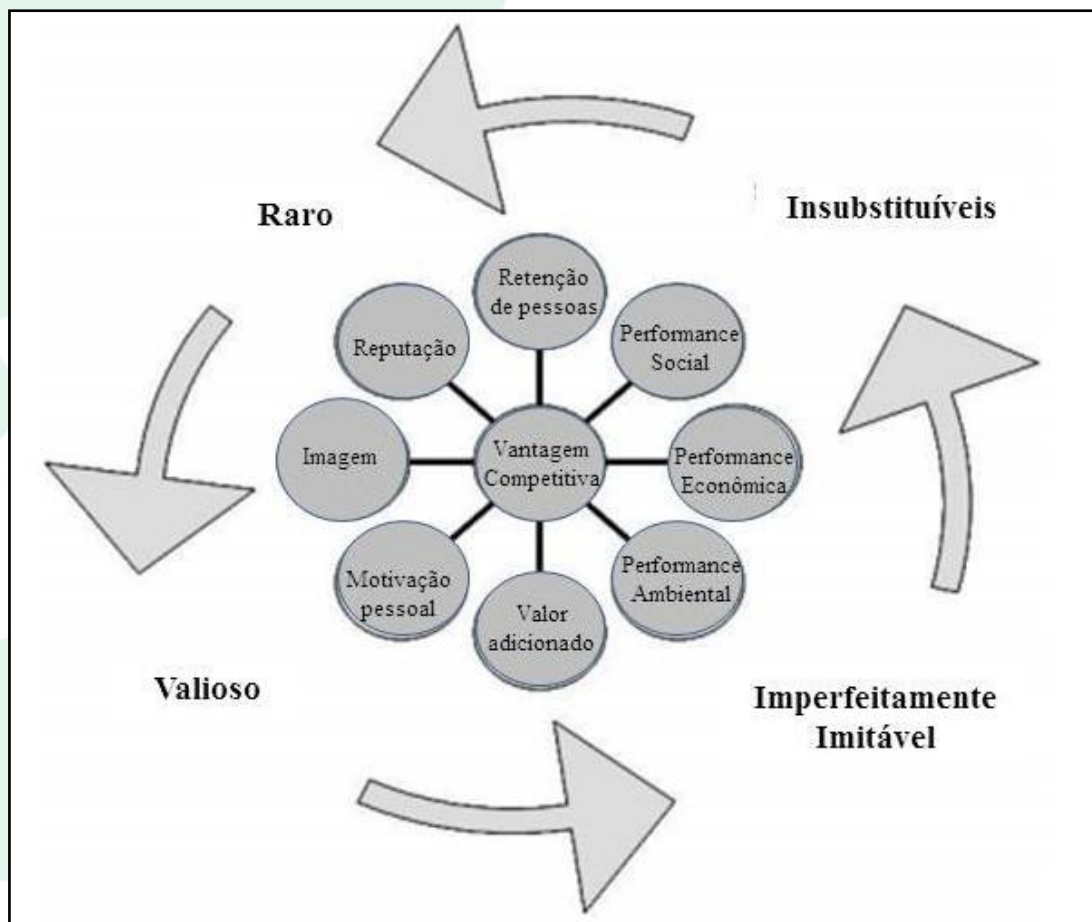 Raro
Insubstituíveis
Retenção
de pessoas
Reputação
Performance
Social
Imagem
Vantagem
Competitiva
Performance
Econômica
Motivação
pessoal
Valor
adicionado
Performance
Ambiental
Valioso
Imperfeitamente
Imitável